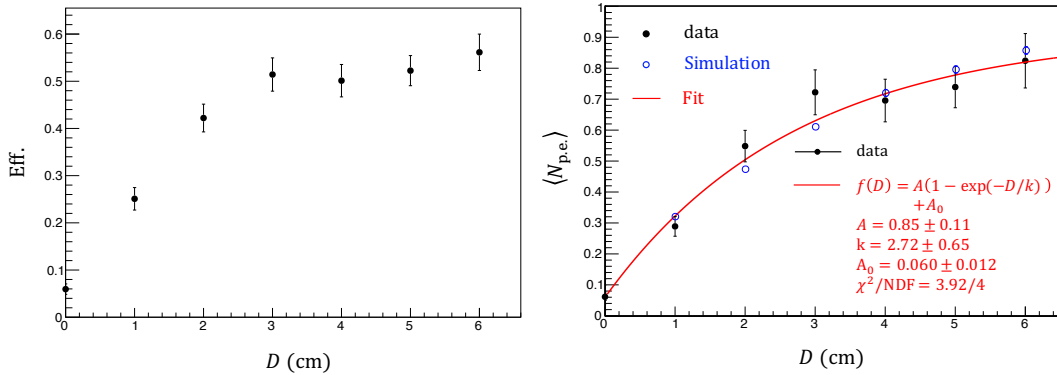 0.6
0.5
0.4
0.3
0.2
0.1
0
Eff.
0 1 2 3 4 5 6
D (cm)
1
0.9
0.8
0.7
0.6
0.5
0.4
0.3
0.2
0.1
0
⟨N_p.e.⟩
data
Simulation
Fit
data
f(D) = A(1 − exp(−D/k) )
+A₀
A = 0.85 ± 0.11
k = 2.72 ± 0.65
A₀ = 0.060 ± 0.012
χ²/NDF = 3.92/4
0 1 2 3 4 5 6
D (cm)